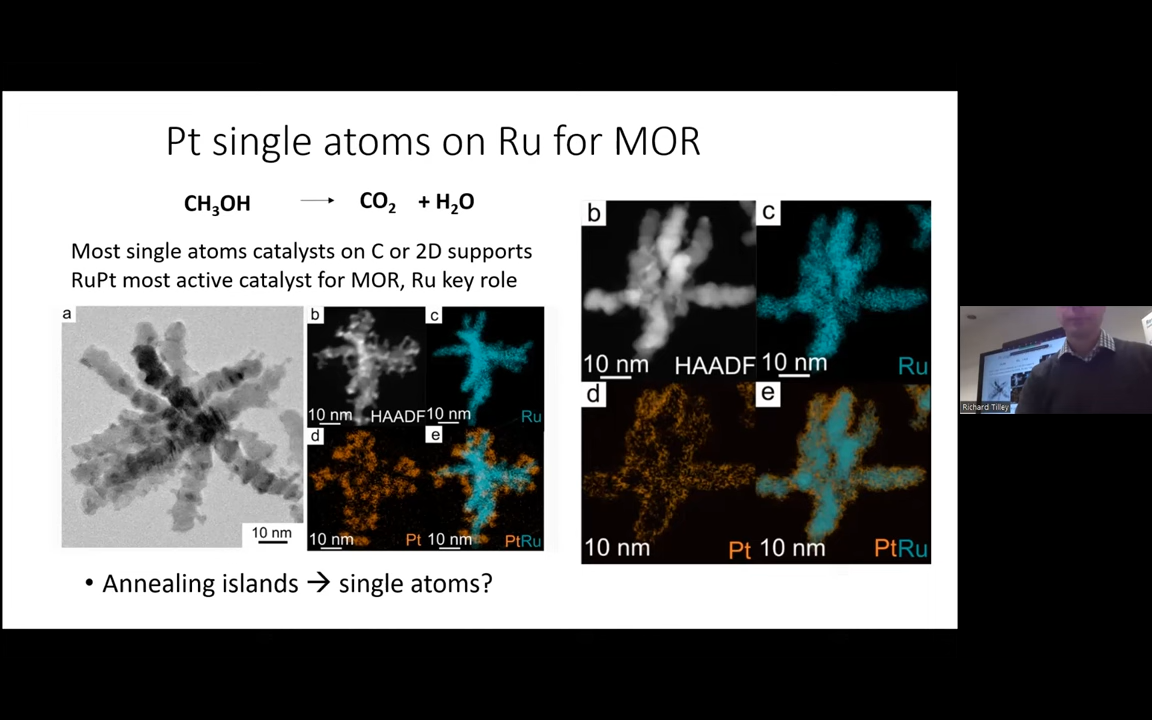 Pt single atoms on Ru for MOR
CH₃OH → CO₂ + H₂O
Most single atoms catalysts on C or 2D supports
RuPt most active catalyst for MOR, Ru key role
a
10 nm
b
10 nm
HAADF
c
10 nm
Ru
d
10 nm
Pt
e
10 nm
PtRu
• Annealing islands → single atoms?
b
10 nm
HAADF
c
10 nm
Ru
d
10 nm
Pt
e
10 nm
PtRu
Richard Tilley